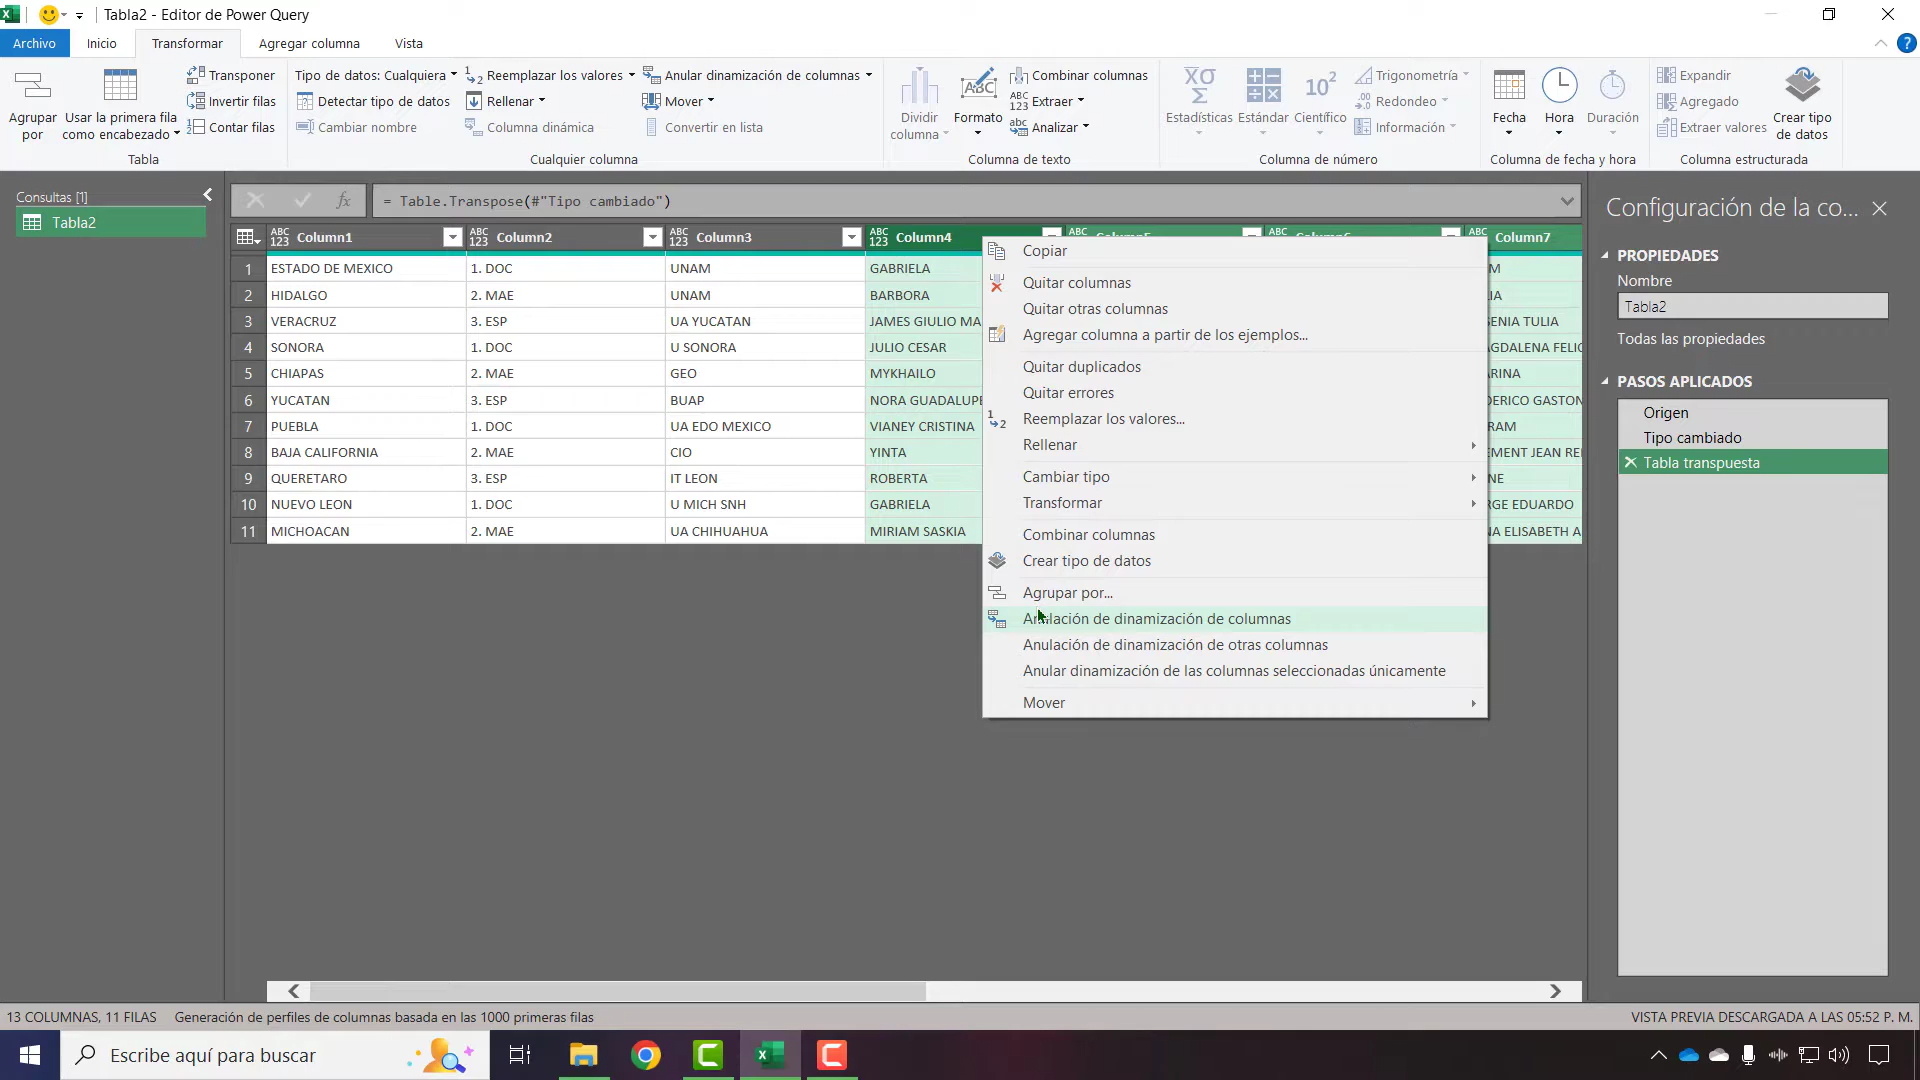 Tabla2 - Editor de Power Query
Archivo Inicio Transformar Agregar columna Vista
Agrupar por
Usar la primera fila como encabezado
Transponer
Invertir filas
Contar filas
Tabla
Tipo de datos: Cualquiera
Detectar tipo de datos
Cambiar nombre
Reemplazar los valores
Rellenar
Columna dinámica
Anular dinamización de columnas
Mover
Convertir en lista
Cualquier columna
Dividir columna
Formato
Combinar columnas
Extraer
Analizar
Columna de texto
Estadísticas
Estándar
Científico
Trigonometría
Redondeo
Información
Columna de número
Fecha
Hora
Duración
Columna de fecha y hora
Expandir
Agregado
Extraer valores
Crear tipo de datos
Columna estructurada
Consultas [1]
Tabla2
fx
= Table.Transpose(#"Tipo cambiado")
Column1 Column2 Column3 Column4 Column7
1 ESTADO DE MEXICO 1. DOC UNAM GABRIELA
2 HIDALGO 2. MAE UNAM BARBORA
3 VERACRUZ 3. ESP UA YUCATAN JAMES GIULIO MA
4 SONORA 1. DOC U SONORA JULIO CESAR
5 CHIAPAS 2. MAE GEO MYKHAILO
6 YUCATAN 3. ESP BUAP NORA GUADALUPE
7 PUEBLA 1. DOC UA EDO MEXICO VIANEY CRISTINA
8 BAJA CALIFORNIA 2. MAE CIO YINTA
9 QUERETARO 3. ESP IT LEON ROBERTA
10 NUEVO LEON 1. DOC U MICH SNH GABRIELA
11 MICHOACAN 2. MAE UA CHIHUAHUA MIRIAM SASKIA
Copiar
Quitar columnas
Quitar otras columnas
Agregar columna a partir de los ejemplos...
Quitar duplicados
Quitar errores
Reemplazar los valores...
Rellenar
Cambiar tipo
Transformar
Combinar columnas
Crear tipo de datos
Agrupar por...
Anulación de dinamización de columnas
Anulación de dinamización de otras columnas
Anular dinamización de las columnas seleccionadas únicamente
Mover
Configuración de la co...
PROPIEDADES
Nombre
Tabla2
Todas las propiedades
PASOS APLICADOS
Origen
Tipo cambiado
Tabla transpuesta
13 COLUMNAS, 11 FILAS Generación de perfiles de columnas basada en las 1000 primeras filas
VISTA PREVIA DESCARGADA A LAS 05:52 P. M.
Escribe aquí para buscar